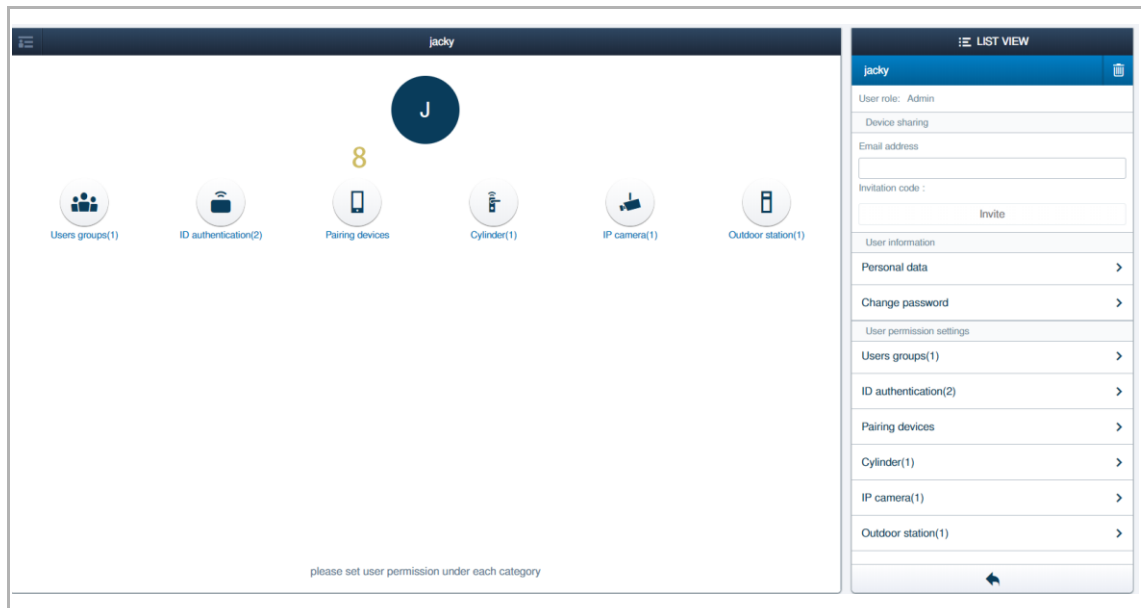 jacky
J
8
Users groups(1)
ID authentication(2)
Pairing devices
Cylinder(1)
IP camera(1)
Outdoor station(1)
please set user permission under each category
LIST VIEW
jacky
User role: Admin
Device sharing
Email address
Invitation code :
Invite
User information
Personal data
Change password
User permission settings
Users groups(1)
ID authentication(2)
Pairing devices
Cylinder(1)
IP camera(1)
Outdoor station(1)